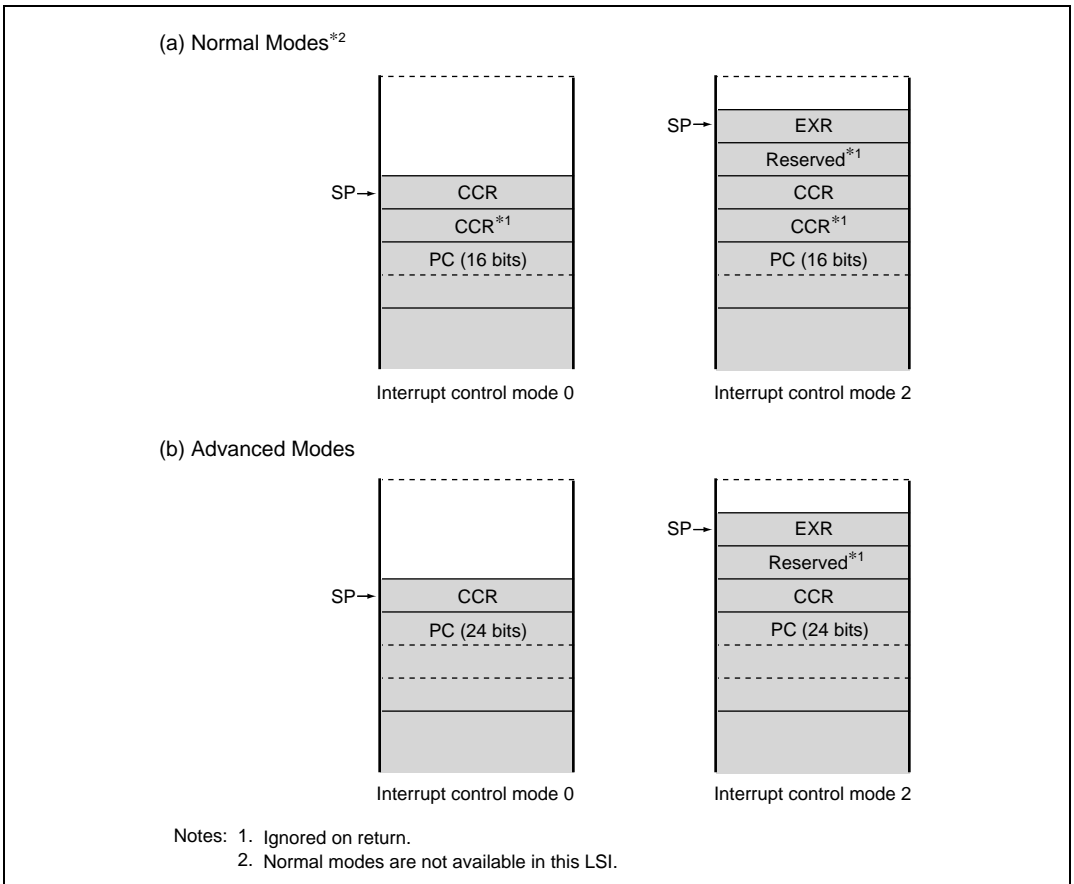 (a) Normal Modes*2
SP→ CCR
CCR*1
PC (16 bits)
Interrupt control mode 0
SP→ EXR
Reserved*1
CCR
CCR*1
PC (16 bits)
Interrupt control mode 2
(b) Advanced Modes
SP→ CCR
PC (24 bits)
Interrupt control mode 0
SP→ EXR
Reserved*1
CCR
PC (24 bits)
Interrupt control mode 2
Notes: 1. Ignored on return.
2. Normal modes are not available in this LSI.